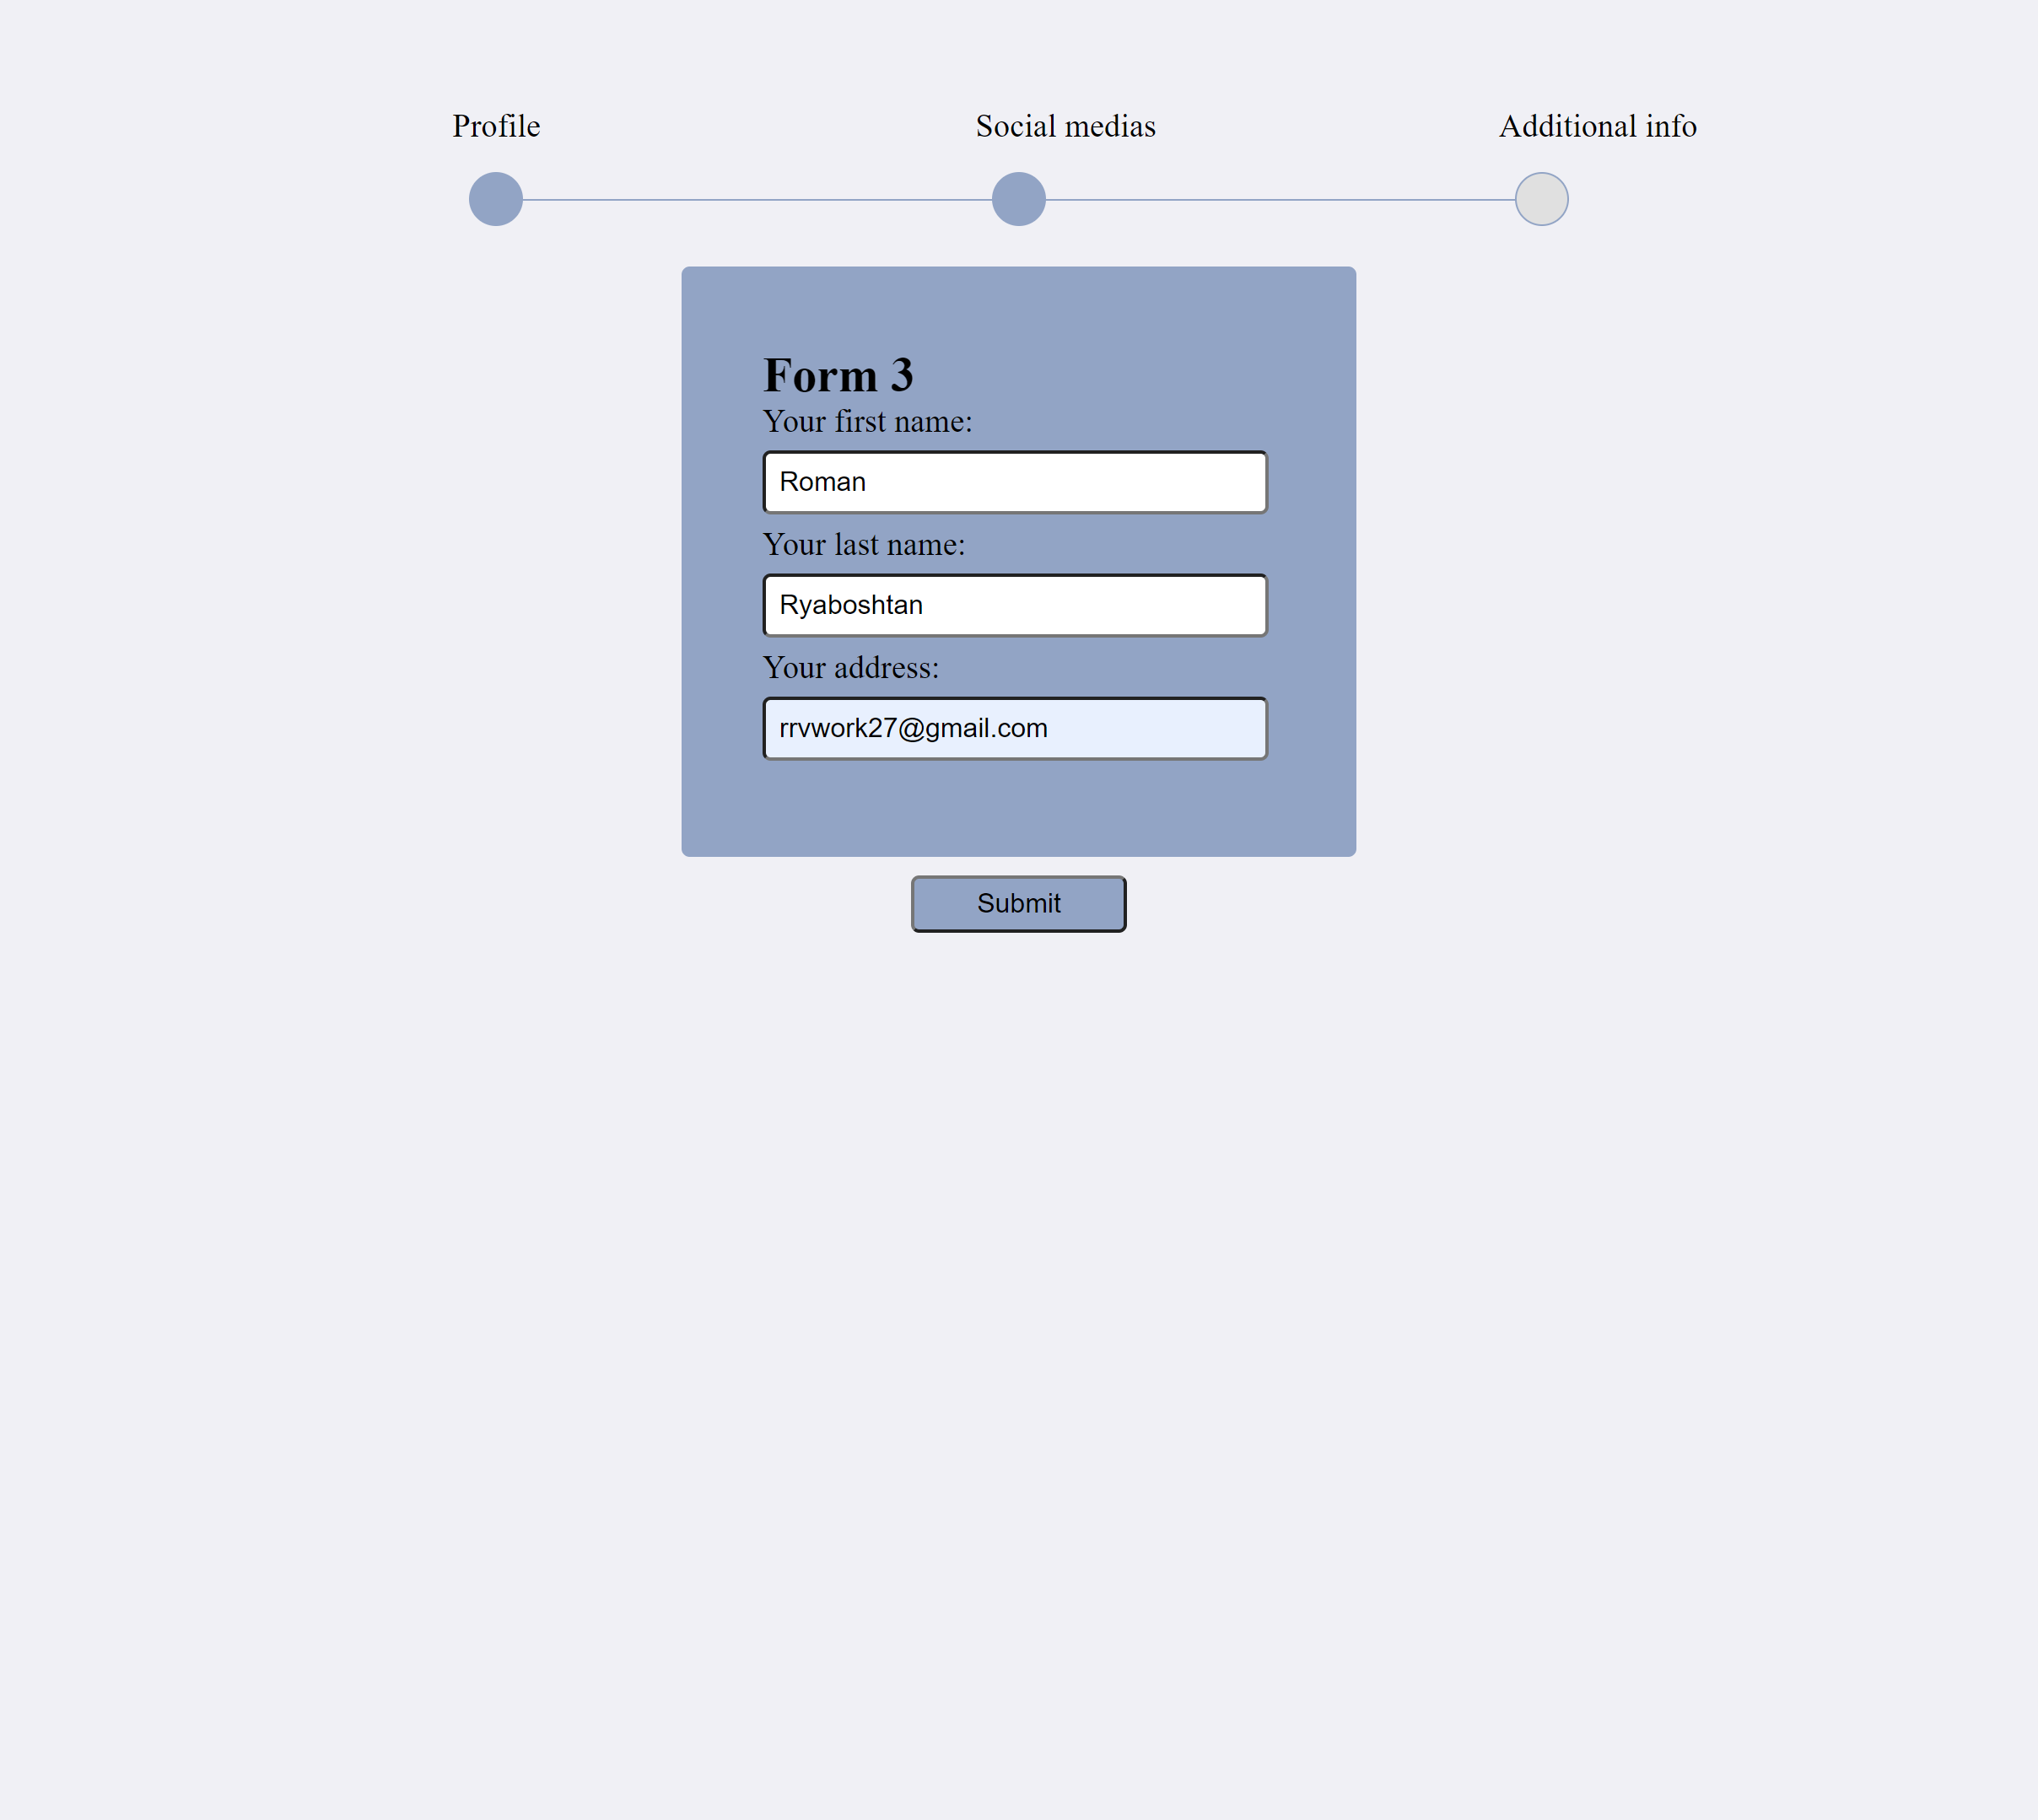 Profile Social medias Additional info
Form 3
Your first name:
Roman
Your last name:
Ryaboshtan
Your address:
rrvwork27@gmail.com
Submit